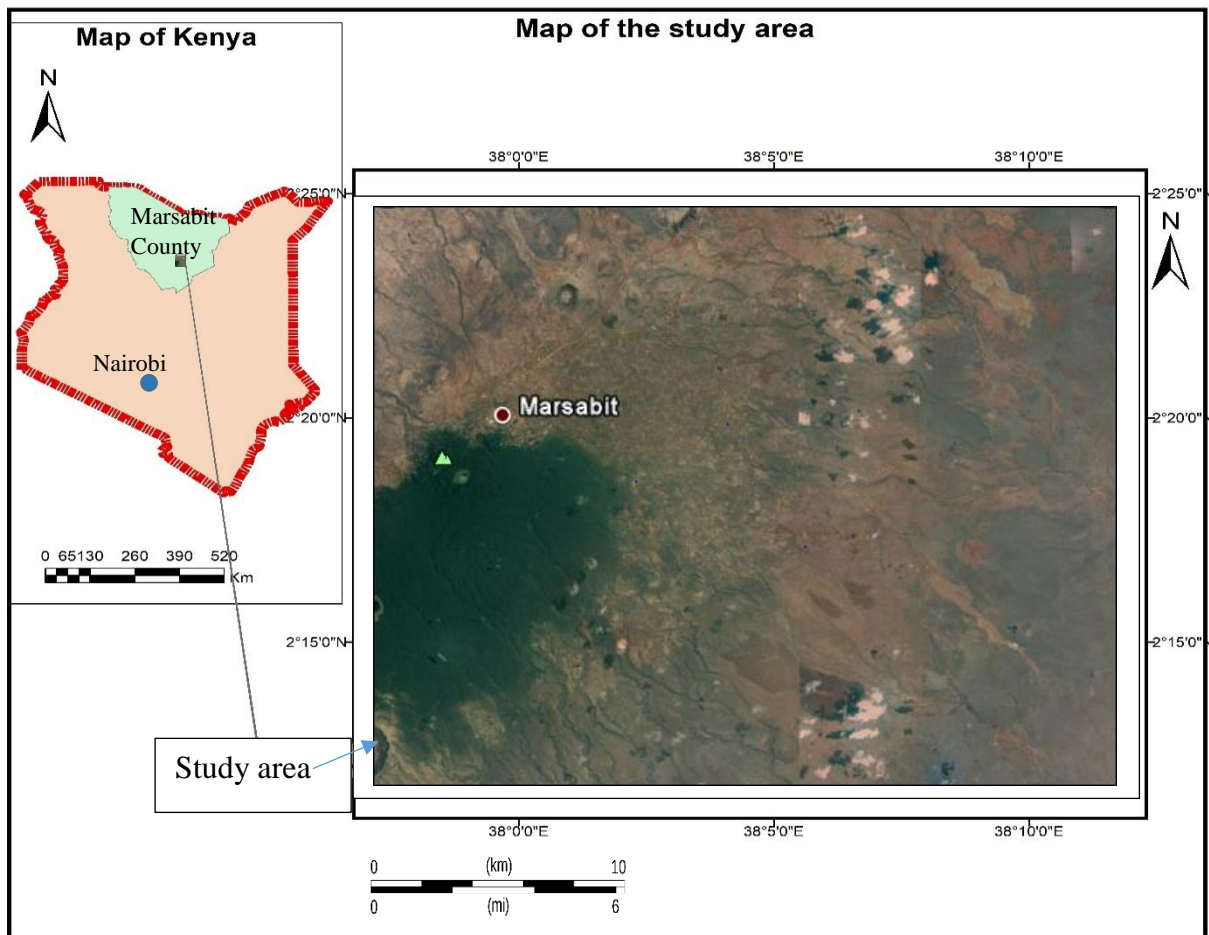 Map of Kenya
N
Marsabit
County
Nairobi
0 65130 260 390 520
Km
Map of the study area
38°0'0"E 38°5'0"E 38°10'0"E
2°25'0"N 2°25'0"
N
Marsabit
2°20'0"N 2°20'0"
2°15'0"N 2°15'0"
Study area
38°0'0"E 38°5'0"E 38°10'0"E
0 (km) 10
0 (mi) 6